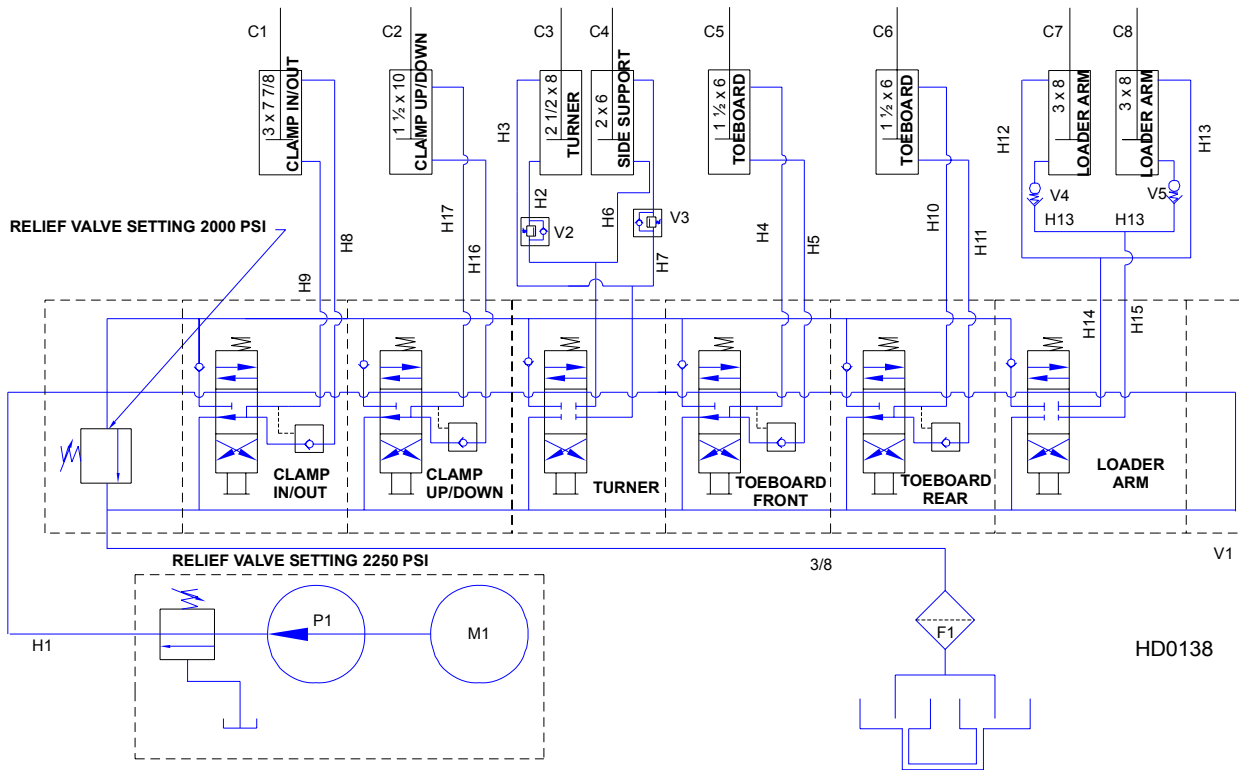 C1
C2
C3
C4
C5
C6
C7
C8
3 x 7 7/8
CLAMP IN/OUT
1 ½ x 10
CLAMP UP/DOWN
2 1/2 x 8
TURNER
2 x 6
SIDE SUPPORT
1 ½ x 6
TOEBOARD
1 ½ x 6
TOEBOARD
3 x 8
LOADER ARM
3 x 8
LOADER ARM
H3
H12
H13
H2
H6
V4
V5
H13
H13
RELIEF VALVE SETTING 2000 PSI
H8
H9
H17
H16
V2
V3
H7
H4
H5
H10
H11
H14
H15
CLAMP
IN/OUT
CLAMP
UP/DOWN
TURNER
TOEBOARD
FRONT
TOEBOARD
REAR
LOADER
ARM
RELIEF VALVE SETTING 2250 PSI
3/8
V1
P1
M1
F1
H1
HD0138